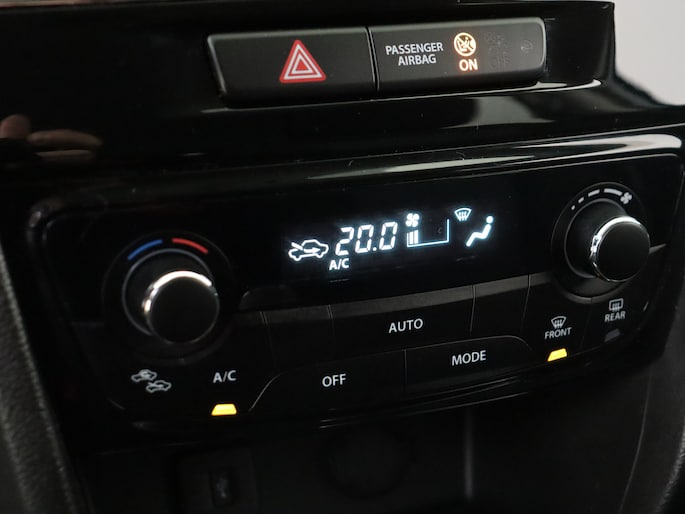 PASSENGER
AIRBAG
ON
20.0
A/C
AUTO
FRONT
REAR
A/C
OFF
MODE